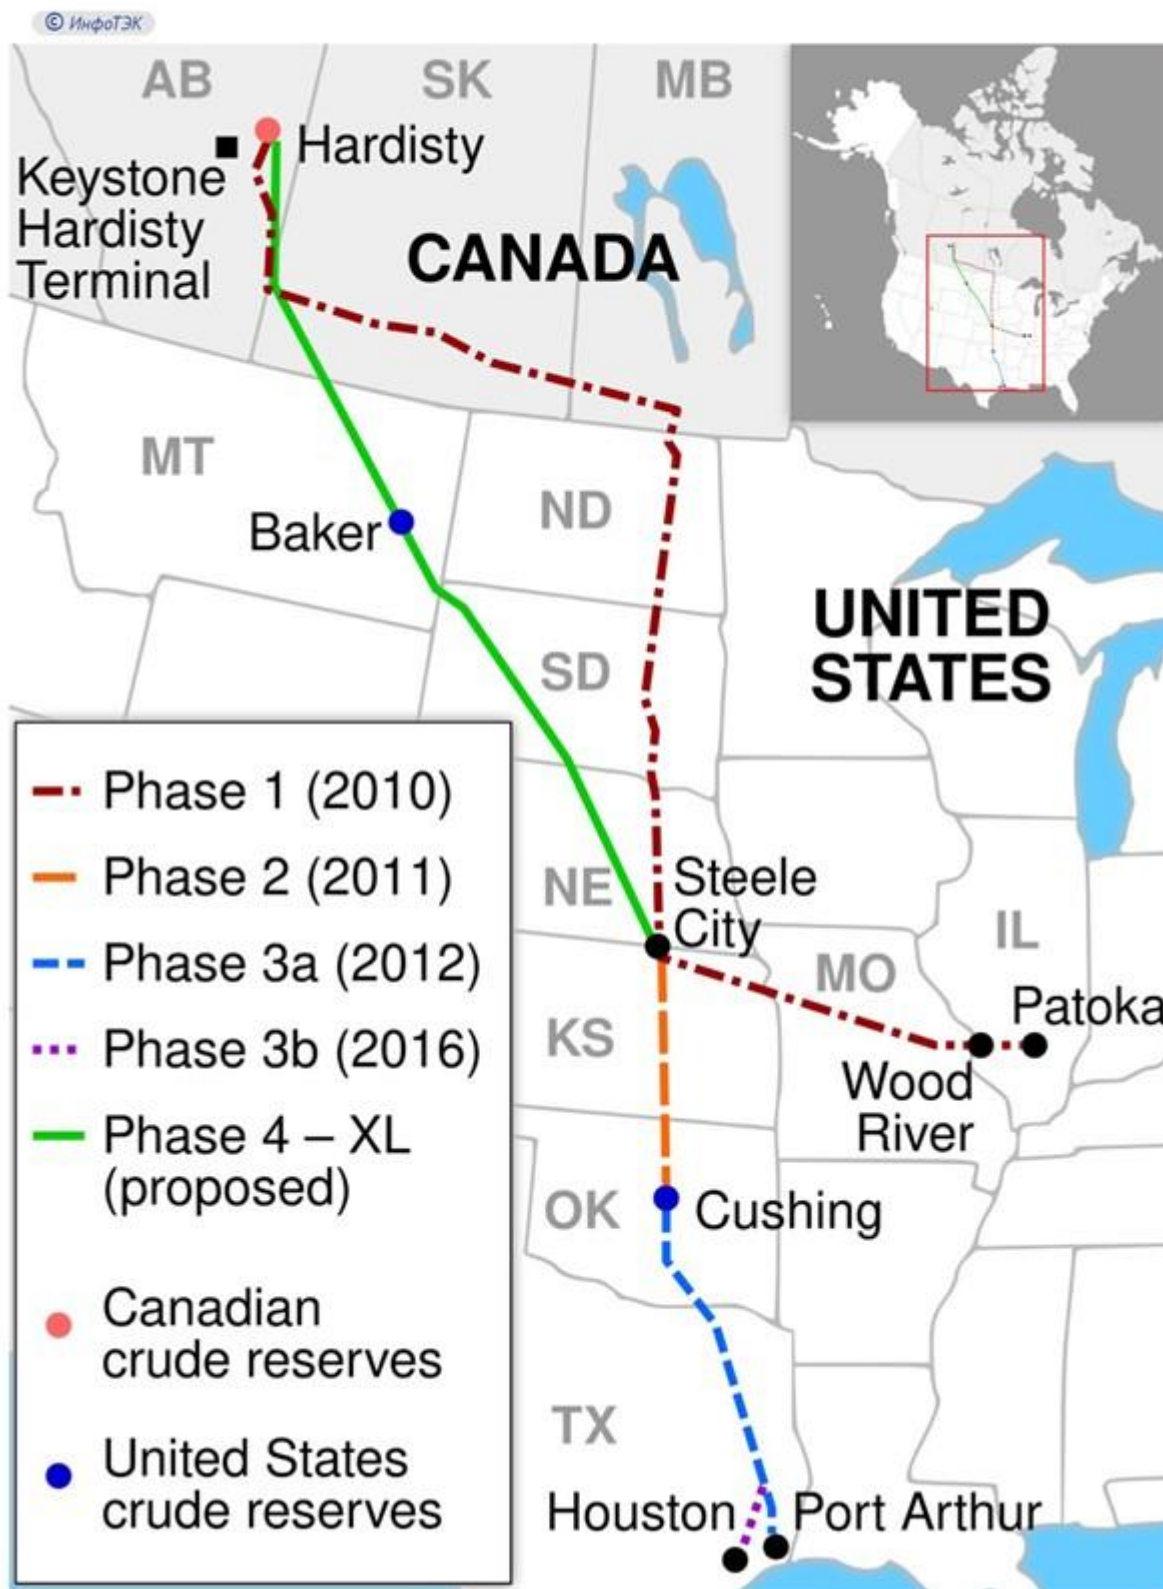 © ИнфоТЭК
AB
SK
MB
Hardisty
Keystone
Hardisty
Terminal
CANADA
MT
ND
Baker
UNITED
STATES
SD
Phase 1 (2010)
Phase 2 (2011)
Phase 3a (2012)
Phase 3b (2016)
Phase 4 – XL
(proposed)
Canadian
crude reserves
United States
crude reserves
NE
Steele
City
IL
MO
Patoka
KS
Wood
River
OK
Cushing
TX
Houston
Port Arthur